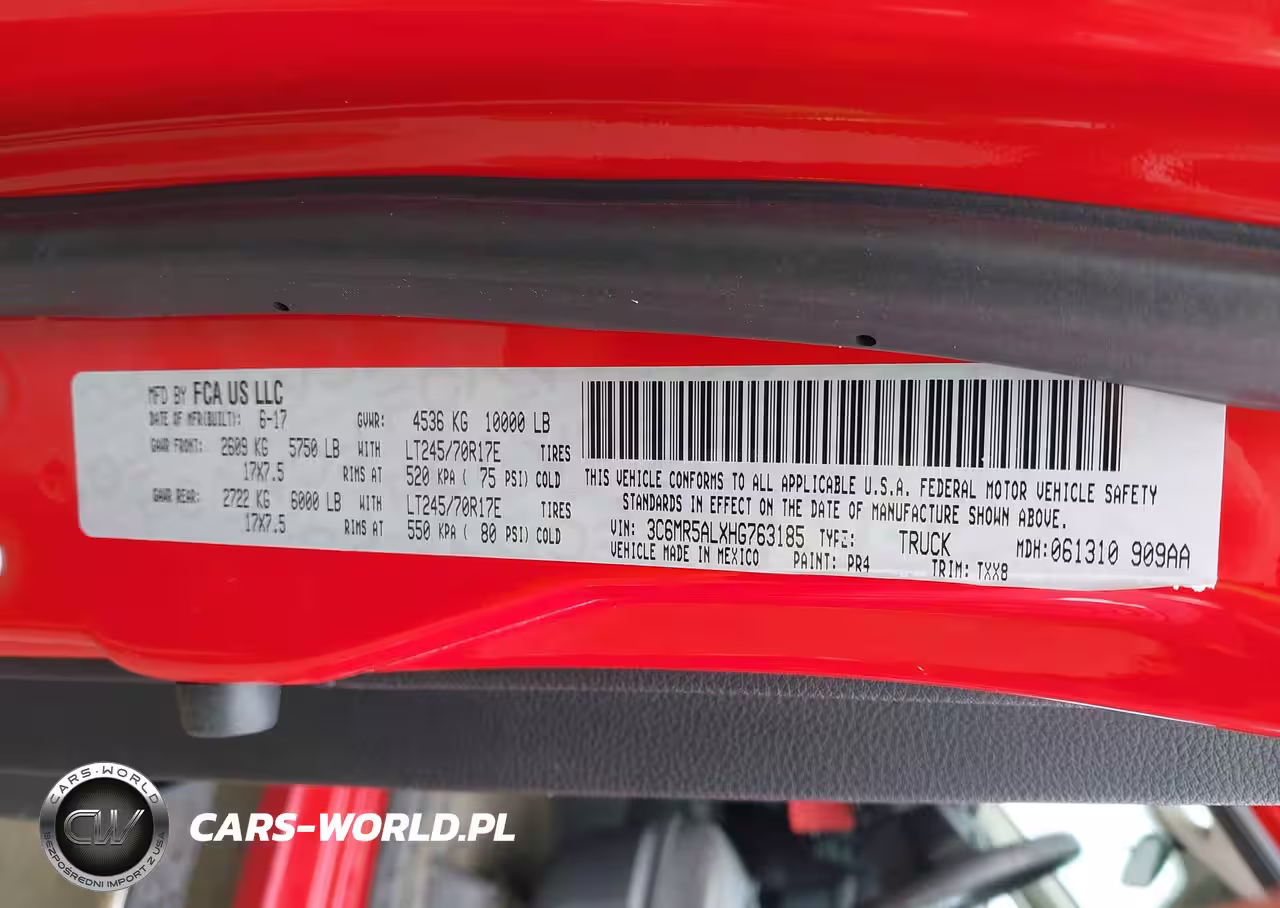 MFD BY FCA US LLC
DATE OF MFR(BUILT): 6-17 GVWR: 4536 KG 10000 LB
GAWR FRONT: 2609 KG 5750 LB WITH LT245/70R17E TIRES
17X7.5 RIMS AT 520 KPA ( 75 PSI) COLD
GAWR REAR: 2722 KG 6000 LB WITH LT245/70R17E TIRES
17X7.5 RIMS AT 550 KPA ( 80 PSI) COLD
THIS VEHICLE CONFORMS TO ALL APPLICABLE U.S.A. FEDERAL MOTOR VEHICLE SAFETY
STANDARDS IN EFFECT ON THE DATE OF MANUFACTURE SHOWN ABOVE.
VIN: 3C6MR5ALXHG763185 TYPE: TRUCK MDH:061310 909AA
VEHICLE MADE IN MEXICO PAINT: PR4 TRIM: TXX8
CARS-WORLD
CW
BEZPOŚREDNI IMPORT Z USA
CARS-WORLD.PL